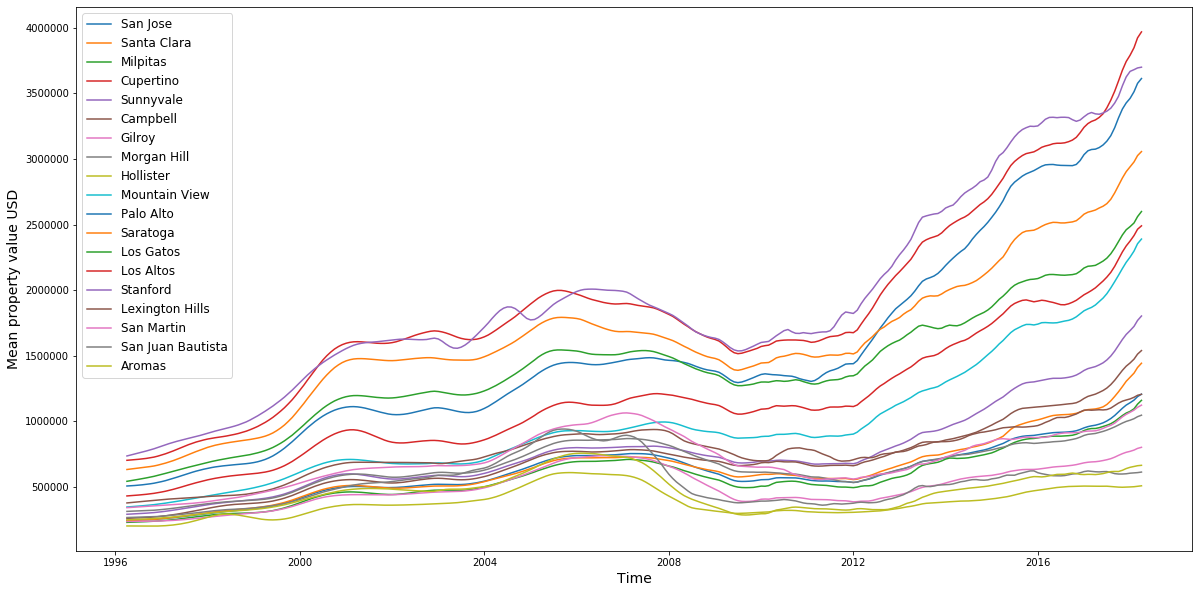 San Jose
Santa Clara
Milpitas
Cupertino
Sunnyvale
Campbell
Gilroy
Morgan Hill
Hollister
Mountain View
Palo Alto
Saratoga
Los Gatos
Los Altos
Stanford
Lexington Hills
San Martin
San Juan Bautista
Aromas
4000000
3500000
3000000
2500000
2000000
1500000
1000000
500000
Mean property value USD
1996 2000 2004 2008 2012 2016
Time